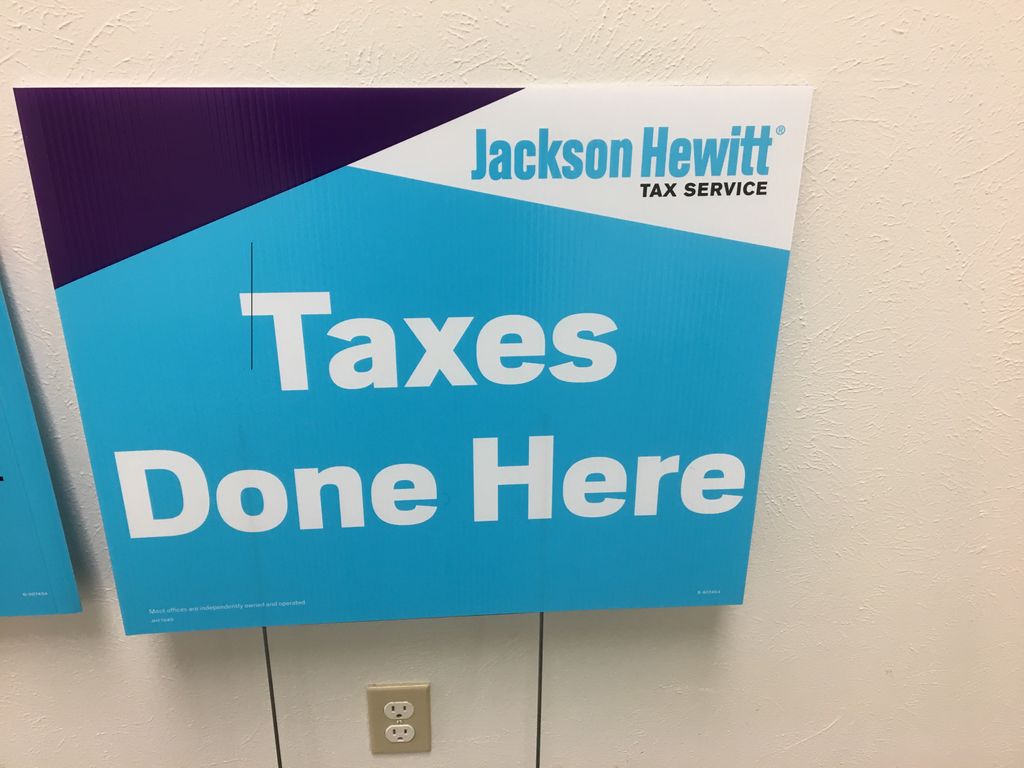 Jackson Hewitt®
TAX SERVICE
Taxes
Done Here
Most offices are independently owned and operated